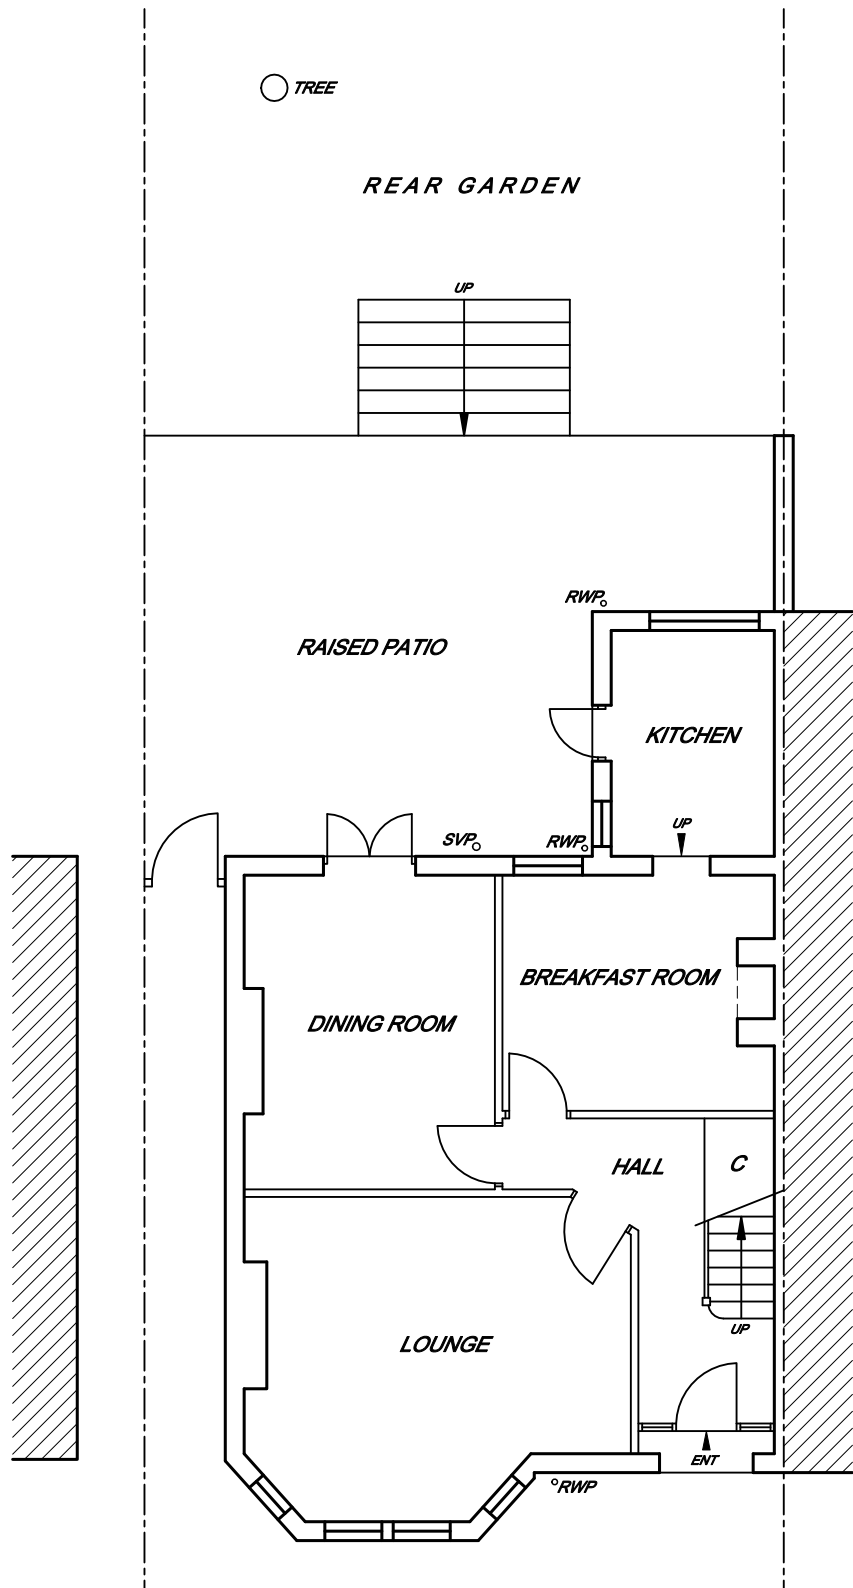 TREE
REAR GARDEN
UP
RWP
RAISED PATIO
KITCHEN
UP
SVP
RWP
BREAKFAST ROOM
DINING ROOM
HALL
C
UP
LOUNGE
ENT
RWP